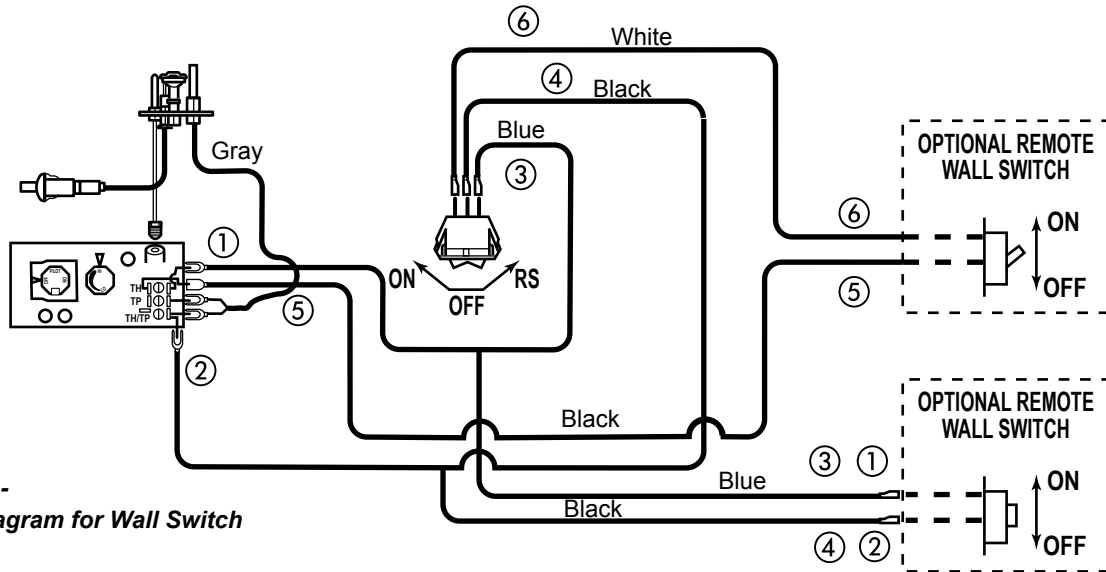 ⑥
White
④
Black
Blue
③
Gray
OPTIONAL REMOTE
WALL SWITCH
⑥
ON
OFF
⑤
①
ON
OFF
RS
PILOT
TH
TP
TH/TP
⑤
②
Black
OPTIONAL REMOTE
WALL SWITCH
③ ①
Blue
ON
Black
OFF
④ ②
-
agram for Wall Switch